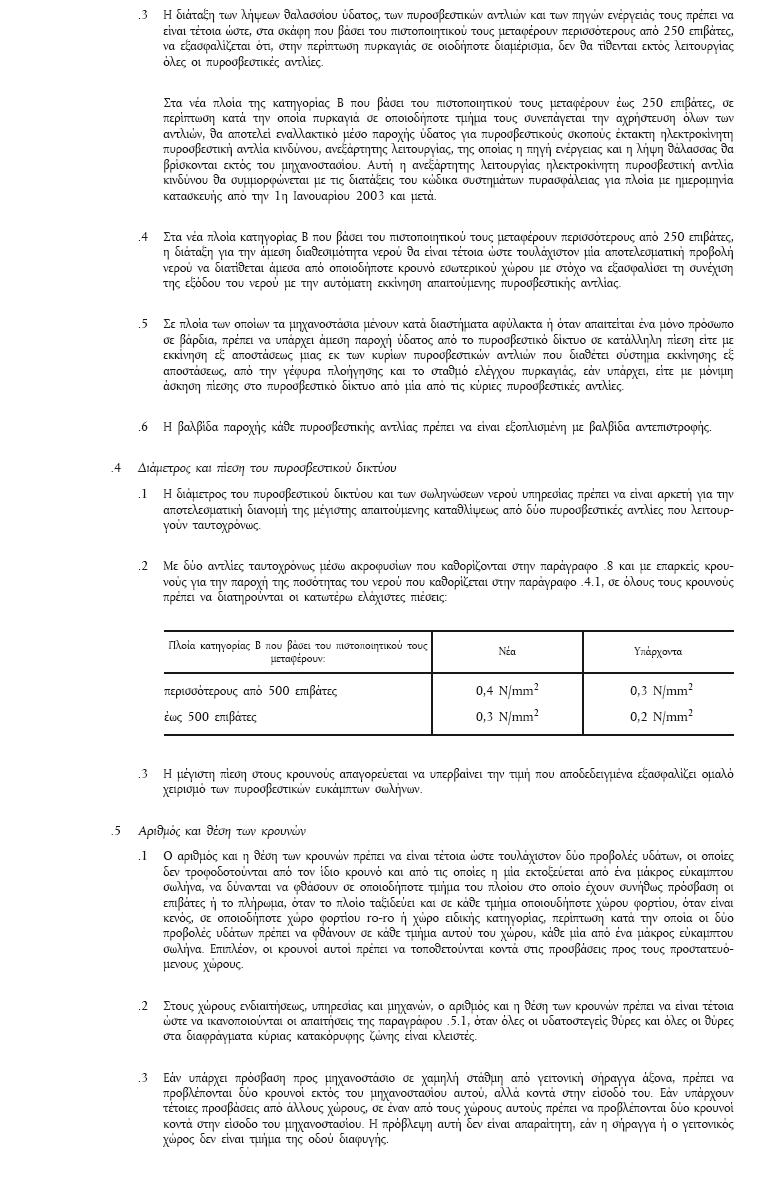 .3 Η διάταξη των λήψεων θαλασσίου ύδατος, των πυροσβεστικών αντλιών και των πηγών ενέργειάς τους πρέπει να
είναι τέτοια ώστε, στα σκάφη που βάσει του πιστοποιητικού τους μεταφέρουν περισσότερους από 250 επιβάτες,
να εξασφαλίζεται ότι, στην περίπτωση πυρκαγιάς σε οιοδήποτε διαμέρισμα, δεν θα τίθενται εκτός λειτουργίας
όλες οι πυροσβεστικές αντλίες.
Στα νέα πλοία της κατηγορίας Β που βάσει του πιστοποιητικού τους μεταφέρουν έως 250 επιβάτες, σε
περίπτωση κατά την οποία πυρκαγιά σε οποιοδήποτε τμήμα τους συνεπάγεται την αχρήστευση όλων των
αντλιών, θα αποτελεί εναλλακτικό μέσο παροχής ύδατος για πυροσβεστικούς σκοπούς έκτακτη ηλεκτροκίνητη
πυροσβεστική αντλία κινδύνου, ανεξάρτητης λειτουργίας, της οποίας η πηγή ενέργειας και η λήψη θάλασσας θα
βρίσκονται εκτός του μηχανοστασίου. Αυτή η ανεξάρτητης λειτουργίας ηλεκτροκίνητη πυροσβεστική αντλία
κινδύνου θα συμμορφώνεται με τις διατάξεις του κώδικα συστημάτων πυρασφάλειας για πλοία με ημερομηνία
κατασκευής από την 1η Ιανουαρίου 2003 και μετά.
.4 Στα νέα πλοία κατηγορίας Β που βάσει του πιστοποιητικού τους μεταφέρουν περισσότερους από 250 επιβάτες,
η διάταξη για την άμεση διαθεσιμότητα νερού θα είναι τέτοια ώστε τουλάχιστον μία αποτελεσματική προβολή
νερού να διατίθεται άμεσα από οποιοδήποτε κρουνό εσωτερικού χώρου με στόχο να εξασφαλίσει τη συνέχιση
της εξόδου του νερού με την αυτόματη εκκίνηση απαιτούμενης πυροσβεστικής αντλίας.
.5 Σε πλοία των οποίων τα μηχανοστάσια μένουν κατά διαστήματα αφύλακτα ή όταν απαιτείται ένα μόνο πρόσωπο
σε βάρδια, πρέπει να υπάρχει άμεση παροχή ύδατος από το πυροσβεστικό δίκτυο σε κατάλληλη πίεση είτε με
εκκίνηση εξ αποστάσεως μιας εκ των κυρίων πυροσβεστικών αντλιών που διαθέτει σύστημα εκκίνησης εξ
αποστάσεως, από την γέφυρα πλοήγησης και το σταθμό ελέγχου πυρκαγιάς, εάν υπάρχει, είτε με μόνιμη
άσκηση πίεσης στο πυροσβεστικό δίκτυο από μία από τις κύριες πυροσβεστικές αντλίες.
.6 Η βαλβίδα παροχής κάθε πυροσβεστικής αντλίας πρέπει να είναι εξοπλισμένη με βαλβίδα αντεπιστροφής.
.4 Διάμετρος και πίεση του πυροσβεστικού δικτύου
.1 Η διάμετρος του πυροσβεστικού δικτύου και των σωληνώσεων νερού υπηρεσίας πρέπει να είναι αρκετή για την
αποτελεσματική διανομή της μέγιστης απαιτούμενης καταθλίψεως από δύο πυροσβεστικές αντλίες που λειτουρ-
γούν ταυτοχρόνως.
.2 Με δύο αντλίες ταυτοχρόνως μέσω ακροφυσίων που καθορίζονται στην παράγραφο .8 και με επαρκείς κρου-
νούς για την παροχή της ποσότητας του νερού που καθορίζεται στην παράγραφο .4.1, σε όλους τους κρουνούς
πρέπει να διατηρούνται οι κατωτέρω ελάχιστες πιέσεις:
Πλοία κατηγορίας Β που βάσει του πιστοποιητικού τους
μεταφέρουν: Νέα Υπάρχοντα
περισσότερους από 500 επιβάτες 0,4 N/mm² 0,3 N/mm²
έως 500 επιβάτες 0,3 N/mm² 0,2 N/mm²
.3 Η μέγιστη πίεση στους κρουνούς απαγορεύεται να υπερβαίνει την τιμή που αποδεδειγμένα εξασφαλίζει ομαλό
χειρισμό των πυροσβεστικών ευκάμπτων σωλήνων.
.5 Αριθμός και θέση των κρουνών
.1 Ο αριθμός και η θέση των κρουνών πρέπει να είναι τέτοια ώστε τουλάχιστον δύο προβολές υδάτων, οι οποίες
δεν τροφοδοτούνται από τον ίδιο κρουνό και από τις οποίες η μία εκτοξεύεται από ένα μάκρος εύκαμπτου
σωλήνα, να δύνανται να φθάσουν σε οποιοδήποτε τμήμα του πλοίου στο οποίο έχουν συνήθως πρόσβαση οι
επιβάτες ή το πλήρωμα, όταν το πλοίο ταξιδεύει και σε κάθε τμήμα οποιουδήποτε χώρου φορτίου, όταν είναι
κενός, σε οποιοδήποτε χώρο φορτίου ro-ro ή χώρο ειδικής κατηγορίας, περίπτωση κατά την οποία οι δύο
προβολές υδάτων πρέπει να φθάνουν σε κάθε τμήμα αυτού του χώρου, κάθε μία από ένα μάκρος εύκαμπτου
σωλήνα. Επιπλέον, οι κρουνοί αυτοί πρέπει να τοποθετούνται κοντά στις προσβάσεις προς τους προστατευό-
μενους χώρους.
.2 Στους χώρους ενδιαιτήσεως, υπηρεσίας και μηχανών, ο αριθμός και η θέση των κρουνών πρέπει να είναι τέτοια
ώστε να ικανοποιούνται οι απαιτήσεις της παραγράφου .5.1, όταν όλες οι υδατοστεγείς θύρες και όλες οι θύρες
στα διαφράγματα κύριας κατακόρυφης ζώνης είναι κλειστές.
.3 Εάν υπάρχει πρόσβαση προς μηχανοστάσιο σε χαμηλή στάθμη από γειτονική σήραγγα άξονα, πρέπει να
προβλέπονται δύο κρουνοί εκτός του μηχανοστασίου αυτού, αλλά κοντά στην είσοδό του. Εάν υπάρχουν
τέτοιες προσβάσεις από άλλους χώρους, σε έναν από τους χώρους αυτούς πρέπει να προβλέπονται δύο κρουνοί
κοντά στην είσοδο του μηχανοστασίου. Η πρόβλεψη αυτή δεν είναι απαραίτητη, εάν η σήραγγα ή ο γειτονικός
χώρος δεν είναι τμήμα της οδού διαφυγής.